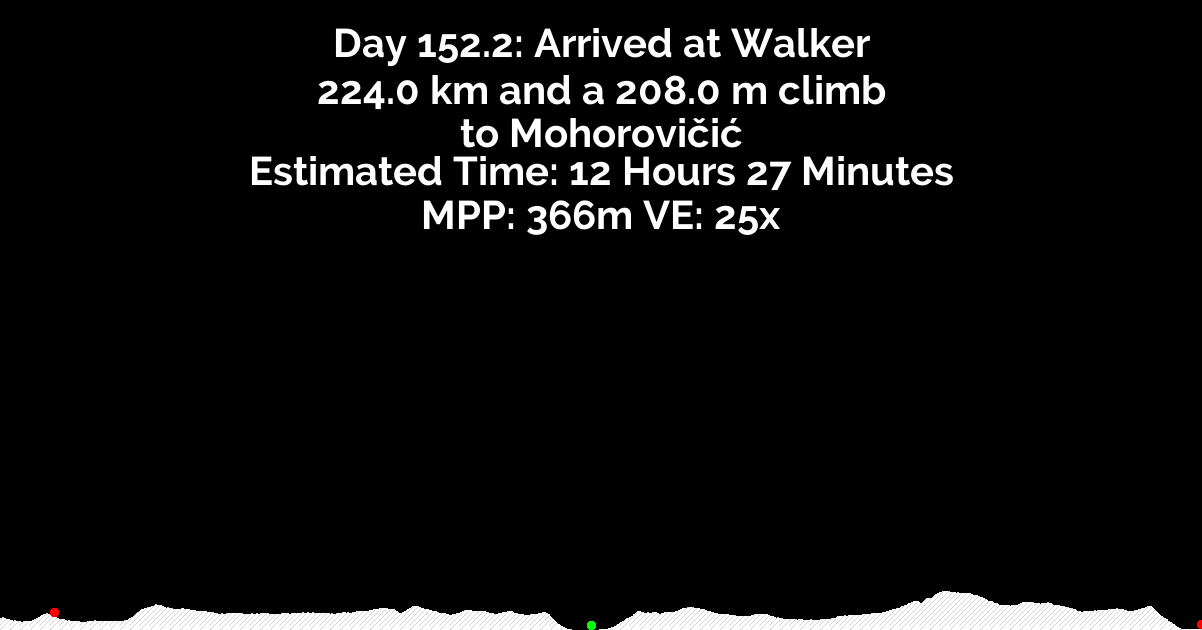 Day 152.2: Arrived at Walker
224.0 km and a 208.0 m climb
to Mohorovičić
Estimated Time: 12 Hours 27 Minutes
MPP: 366m VE: 25x